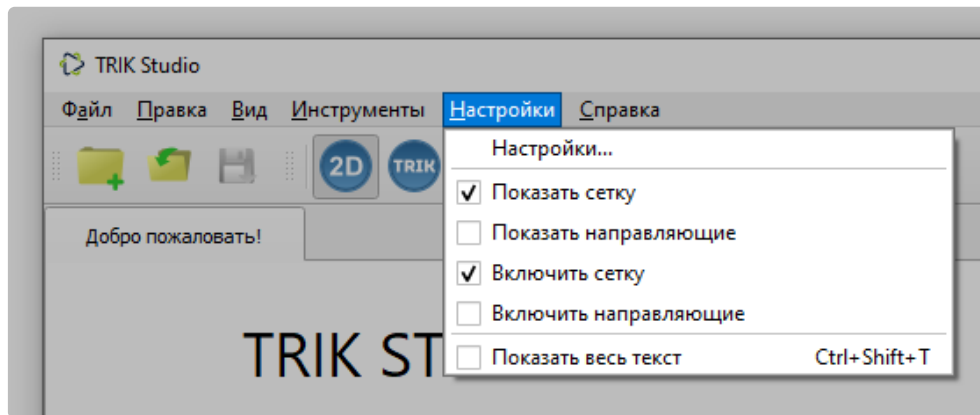 TRIK Studio
Файл Правка Вид Инструменты Настройки Справка
2D TRIK
Настройки...
Показать сетку
Добро пожаловать!
Показать направляющие
Включить сетку
Включить направляющие
TRIK ST
Показать весь текст Ctrl+Shift+T